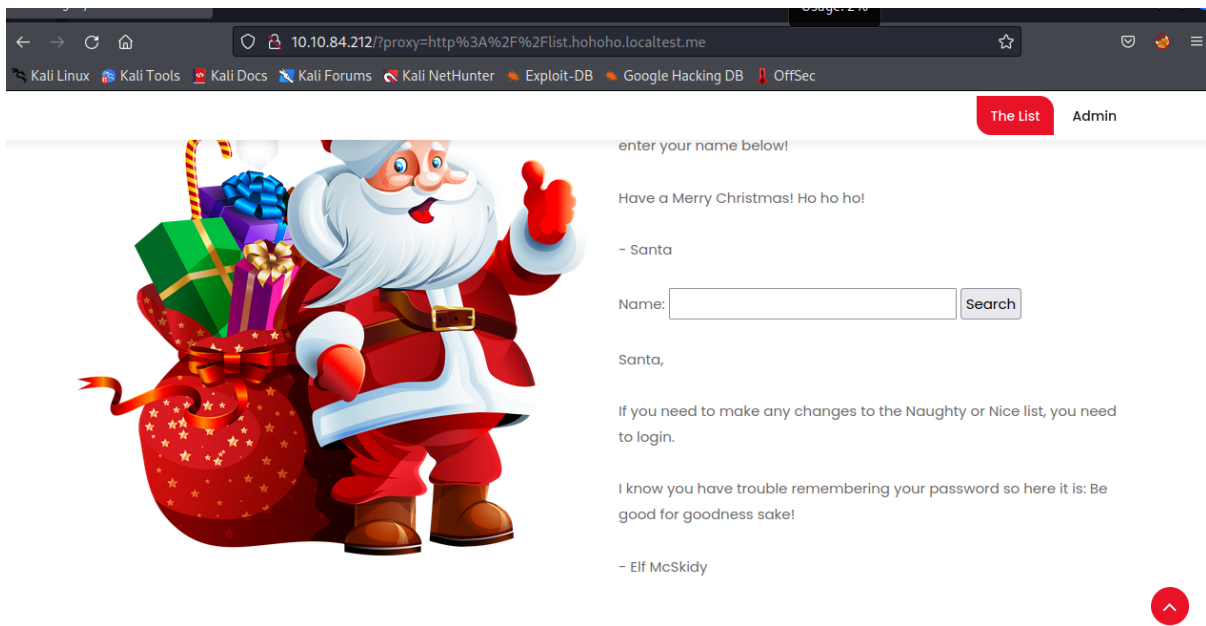 10.10.84.212/?proxy=http%3A%2F%2Flist.hohoho.localtest.me
Kali Linux Kali Tools Kali Docs Kali Forums Kali NetHunter Exploit-DB Google Hacking DB OffSec
The List Admin
enter your name below!
Have a Merry Christmas! Ho ho ho!
- Santa
Name: Search
Santa,
If you need to make any changes to the Naughty or Nice list, you need
to login.
I know you have trouble remembering your password so here it is: Be
good for goodness sake!
- Elf McSkidy